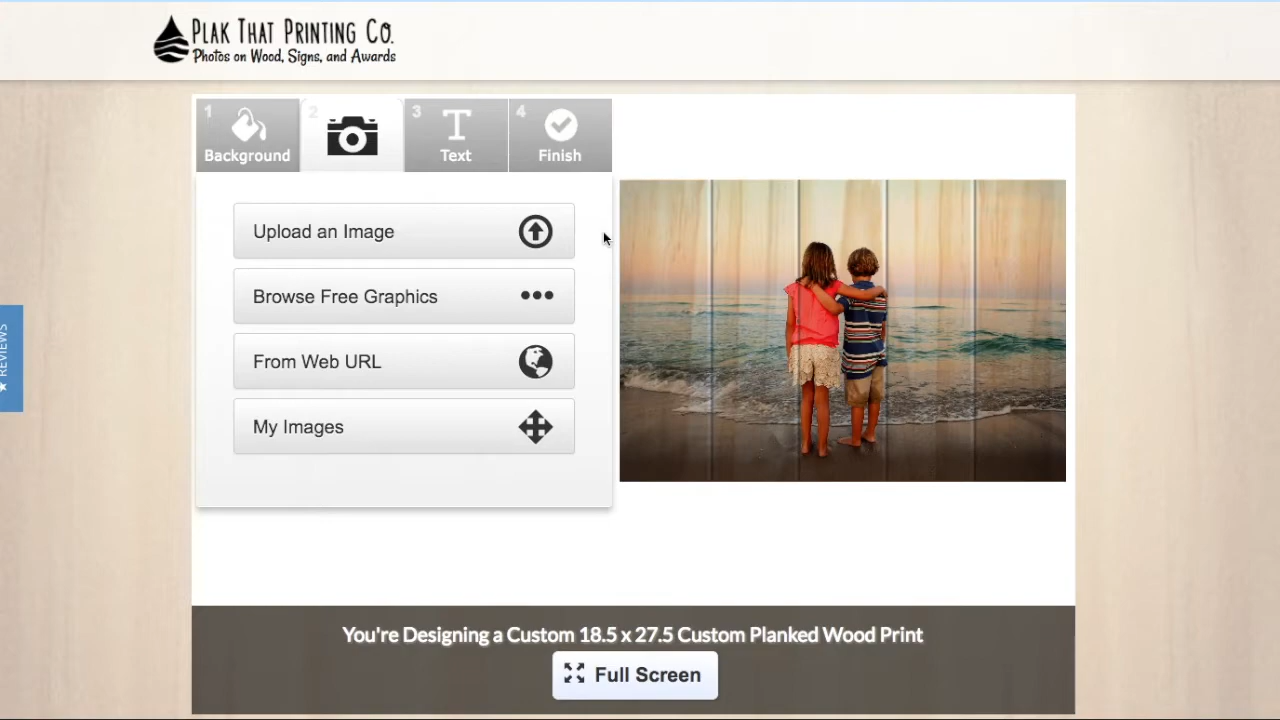 PLAK THAT PRINTING CO.
Photos on Wood, Signs, and Awards
1
Background
2
3
Text
4
Finish
Upload an Image
Browse Free Graphics
From Web URL
My Images
★ REVIEWS
You're Designing a Custom 18.5 x 27.5 Custom Planked Wood Print
Full Screen